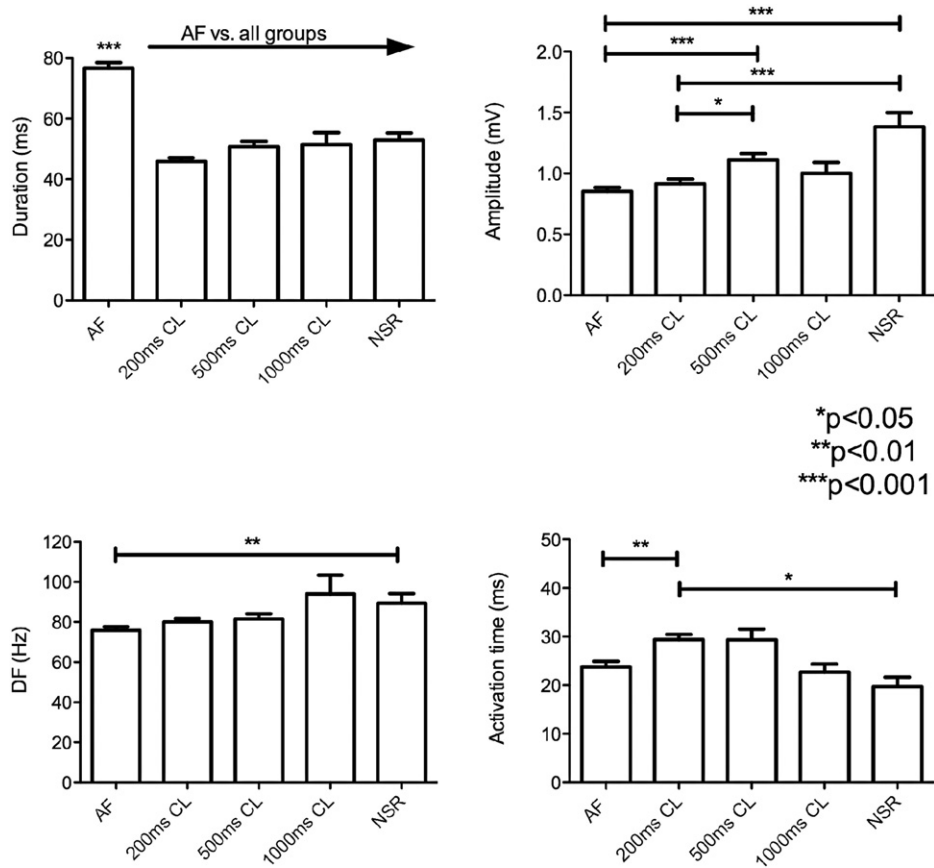 AF vs. all groups
***
Duration (ms)
80
60
40
20
0
AF
200ms CL
500ms CL
1000ms CL
NSR
***
***
***
*
Amplitude (mV)
2.0
1.5
1.0
0.5
0.0
AF
200ms CL
500ms CL
1000ms CL
NSR
*p<0.05
**p<0.01
***p<0.001
**
DF (Hz)
120
100
80
60
40
20
0
AF
200ms CL
500ms CL
1000ms CL
NSR
**
*
Activation time (ms)
50
40
30
20
10
0
AF
200ms CL
500ms CL
1000ms CL
NSR